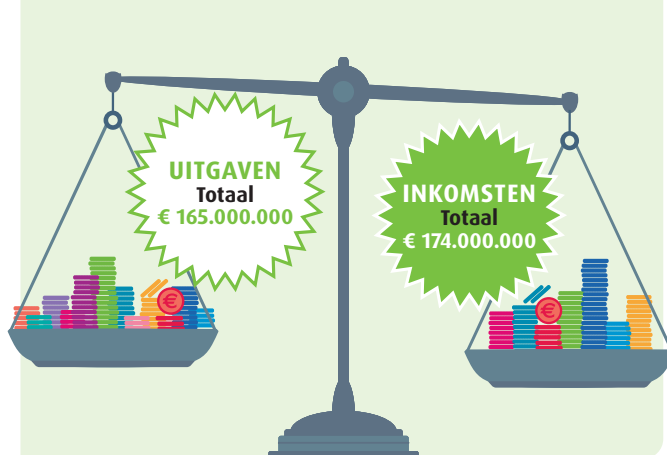 UITGAVEN
Totaal
€ 165.000.000
INKOMSTEN
Totaal
€ 174.000.000
€
€